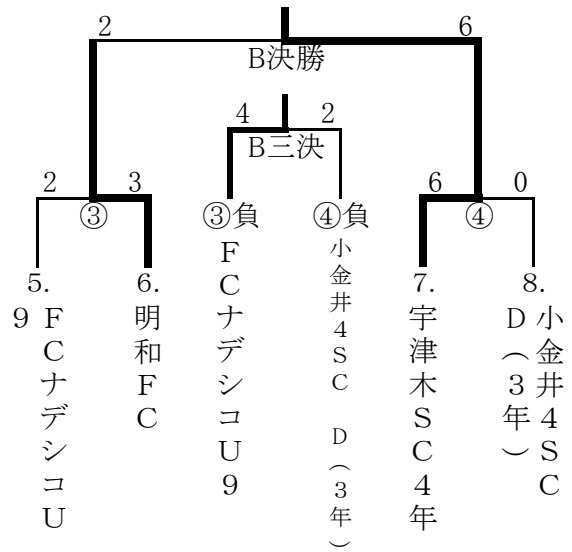 2 6
B決勝
4 2
B三決
2 3 6 0
③ ③負 ④負 ④
5. 6. 7. 8.
FCナデシコU
9
明和FC
FCナデシコU9
小金井4SC D(3年)
宇津木SC4年
小金井4SC
D(3年)